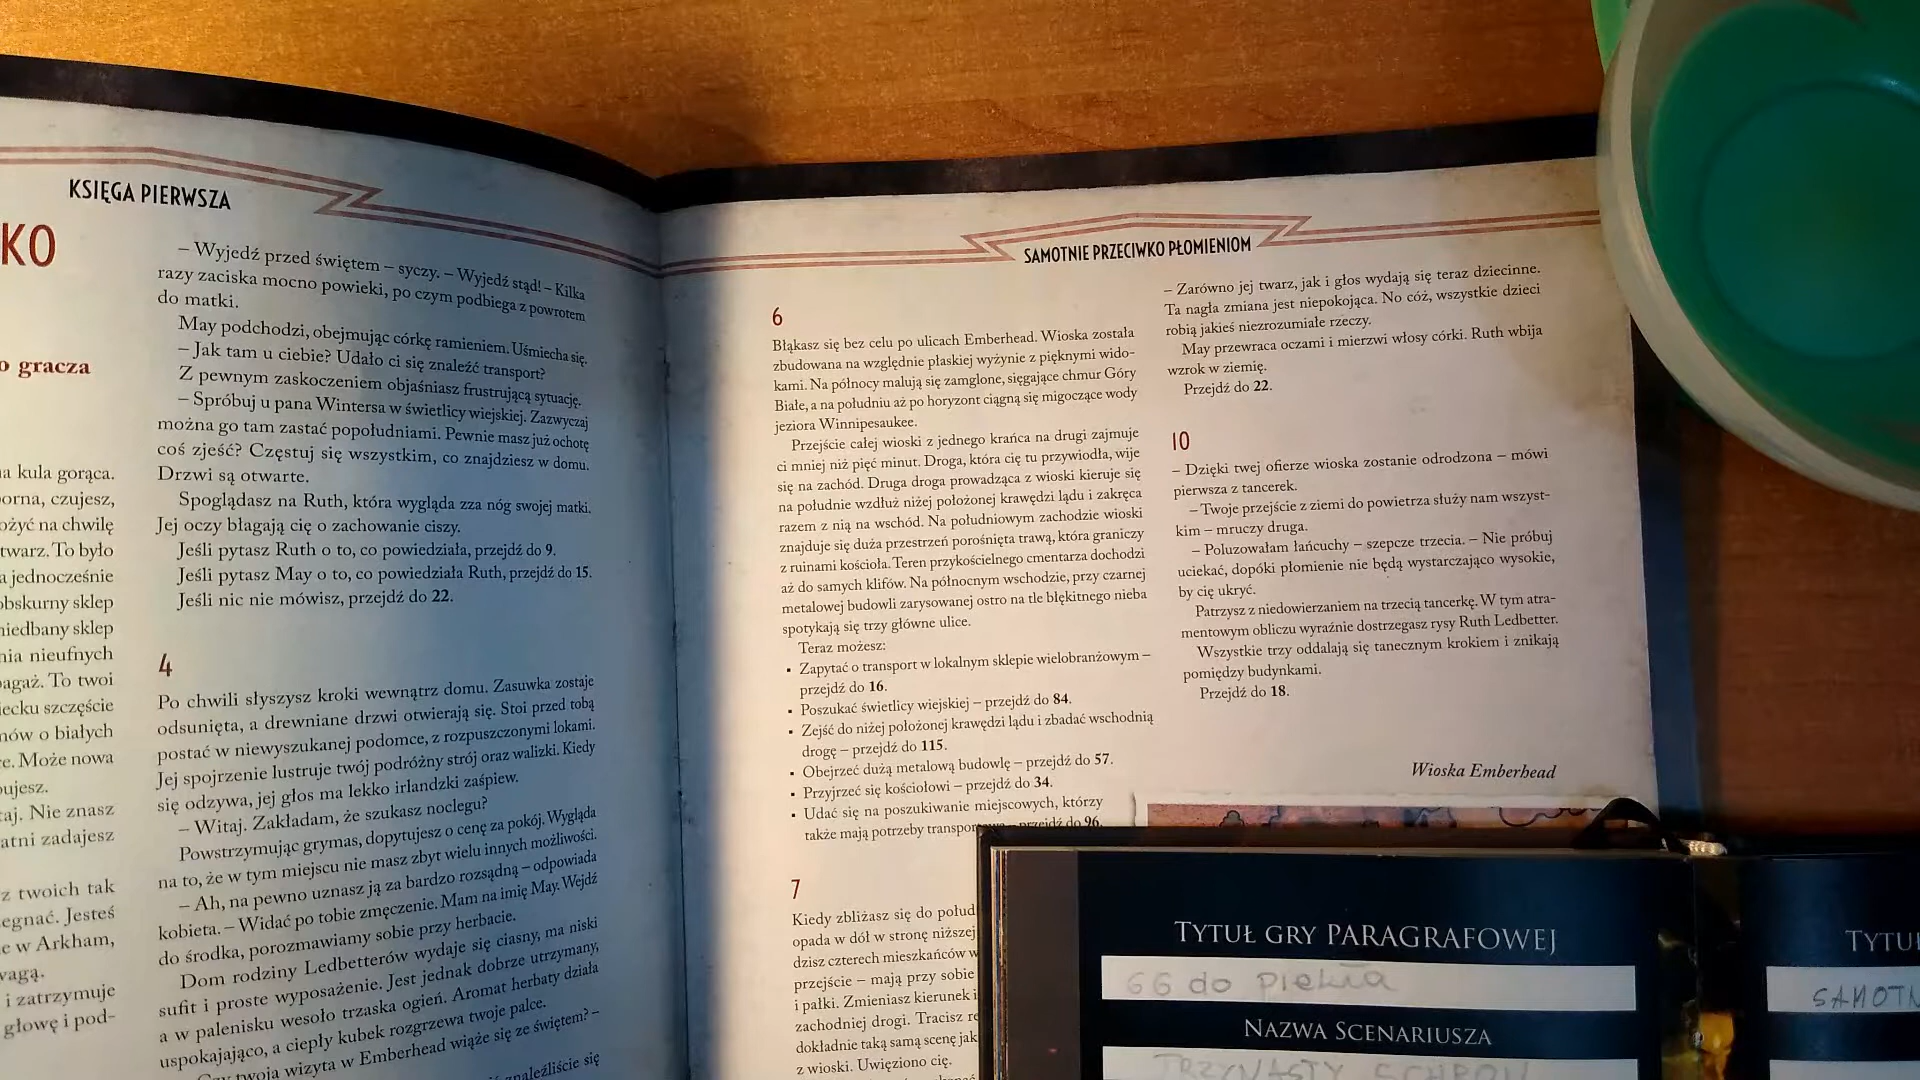 KSIĘGA PIERWSZA
KO
o gracza
a kula gorąca.
orna, czujesz,
ożyć na chwilę
twarz. To było
a jednocześnie
obskurny sklep
niedbany sklep
nia nieufnych
agaż. To twoi
iecku szczęście
mów o białych
e. Może nowa
ujesz.
aj. Nie znasz
atni zadajesz
z twoich tak
egnać. Jesteś
e w Arkham,
wagą.
i zatrzymuje
głowę i pod-
– Wyjedź przed świętem – syczy. – Wyjedź stąd! – Kilka
razy zaciska mocno powieki, po czym podbiega z powrotem
do matki.
May podchodzi, obejmując córkę ramieniem. Uśmiecha się.
– Jak tam u ciebie? Udało ci się znaleźć transport?
Z pewnym zaskoczeniem objaśniasz frustrującą sytuację.
– Spróbuj u pana Wintersa w świetlicy wiejskiej. Zazwyczaj
można go tam zastać popołudniami. Pewnie masz już ochotę
coś zjeść? Częstuj się wszystkim, co znajdziesz w domu.
Drzwi są otwarte.
Spoglądasz na Ruth, która wygląda zza nóg swojej matki.
Jej oczy błagają cię o zachowanie ciszy.
Jeśli pytasz Ruth o to, co powiedziała, przejdź do 9.
Jeśli pytasz May o to, co powiedziała Ruth, przejdź do 15.
Jeśli nic nie mówisz, przejdź do 22.
4
Po chwili słyszysz kroki wewnątrz domu. Zasuwka zostaje
odsunięta, a drewniane drzwi otwierają się. Stoi przed tobą
postać w niewyszukanej podomce, z rozpuszczonymi lokami.
Jej spojrzenie lustruje twój podróżny strój oraz walizki. Kiedy
się odzywa, jej głos ma lekko irlandzki zaśpiew.
– Witaj. Zakładam, że szukasz noclegu?
Powstrzymując grymas, dopytujesz o cenę za pokój. Wygląda
na to, że w tym miejscu nie masz zbyt wielu innych możliwości.
– Ah, na pewno uznasz ją za bardzo rozsądną – odpowiada
kobieta. – Widać po tobie zmęczenie. Mam na imię May. Wejdź
do środka, porozmawiamy sobie przy herbacie.
Dom rodziny Ledbetterów wydaje się ciasny, ma niski
sufit i proste wyposażenie. Jest jednak dobrze utrzymany,
a w palenisku wesoło trzaska ogień. Aromat herbaty działa
uspokajająco, a ciepły kubek rozgrzewa twoje palce.
twoja wizyta w Emberhead wiąże się ze świętem? –
znaleźliście się
SAMOTNIE PRZECIWKO PŁOMIENIOM
6
Błąkasz się bez celu po ulicach Emberhead. Wioska została
zbudowana na względnie płaskiej wyżynie z pięknymi wido-
kami. Na północy malują się zamglone, sięgające chmur Góry
Białe, a na południu aż po horyzont ciągną się migoczące wody
jeziora Winnipesaukee.
Przejście całej wioski z jednego krańca na drugi zajmuje
ci mniej niż pięć minut. Droga, która cię tu przywiodła, wije
się na zachód. Druga droga prowadząca z wioski kieruje się
na południe wzdłuż niżej położonej krawędzi lądu i zakręca
razem z nią na wschód. Na południowym zachodzie wioski
znajduje się duża przestrzeń porośnięta trawą, która graniczy
z ruinami kościoła. Teren przykościelnego cmentarza dochodzi
aż do samych klifów. Na północnym wschodzie, przy czarnej
metalowej budowli zarysowanej ostro na tle błękitnego nieba
spotykają się trzy główne ulice.
Teraz możesz:
▪ Zapytać o transport w lokalnym sklepie wielobranżowym –
przejdź do 16.
▪ Poszukać świetlicy wiejskiej – przejdź do 84.
▪ Zejść do niżej położonej krawędzi lądu i zbadać wschodnią
drogę – przejdź do 115.
▪ Obejrzeć dużą metalową budowlę – przejdź do 57.
▪ Przyjrzeć się kościołowi – przejdź do 34.
▪ Udać się na poszukiwanie miejscowych, którzy
także mają potrzeby transpor przejdź do 96.
7
Kiedy zbliżasz się do połud
opada w dół w stronę niższej
dzisz czterech mieszkańców w
przejście – mają przy sobie
i pałki. Zmieniasz kierunek i
zachodniej drogi. Tracisz re
dokładnie taką samą scenę jak
z wioski. Uwięziono cię.
– Zarówno jej twarz, jak i głos wydają się teraz dziecinne.
Ta nagła zmiana jest niepokojąca. No cóż, wszystkie dzieci
robią jakieś niezrozumiałe rzeczy.
May przewraca oczami i mierzwi włosy córki. Ruth wbija
wzrok w ziemię.
Przejdź do 22.
10
– Dzięki twej ofierze wioska zostanie odrodzona – mówi
pierwsza z tancerek.
– Twoje przejście z ziemi do powietrza służy nam wszyst-
kim – mruczy druga.
– Poluzowałam łańcuchy – szepcze trzecia. – Nie próbuj
uciekać, dopóki płomienie nie będą wystarczająco wysokie,
by cię ukryć.
Patrzysz z niedowierzaniem na trzecią tancerkę. W tym atra-
mentowym obliczu wyraźnie dostrzegasz rysy Ruth Ledbetter.
Wszystkie trzy oddalają się tanecznym krokiem i znikają
pomiędzy budynkami.
Przejdź do 18.
Wioska Emberhead
TYTUŁ GRY PARAGRAFOWEJ
66 do piekła
NAZWA SCENARIUSZA
TRZYNASTY SCHRON
TYTU
SAMOTN